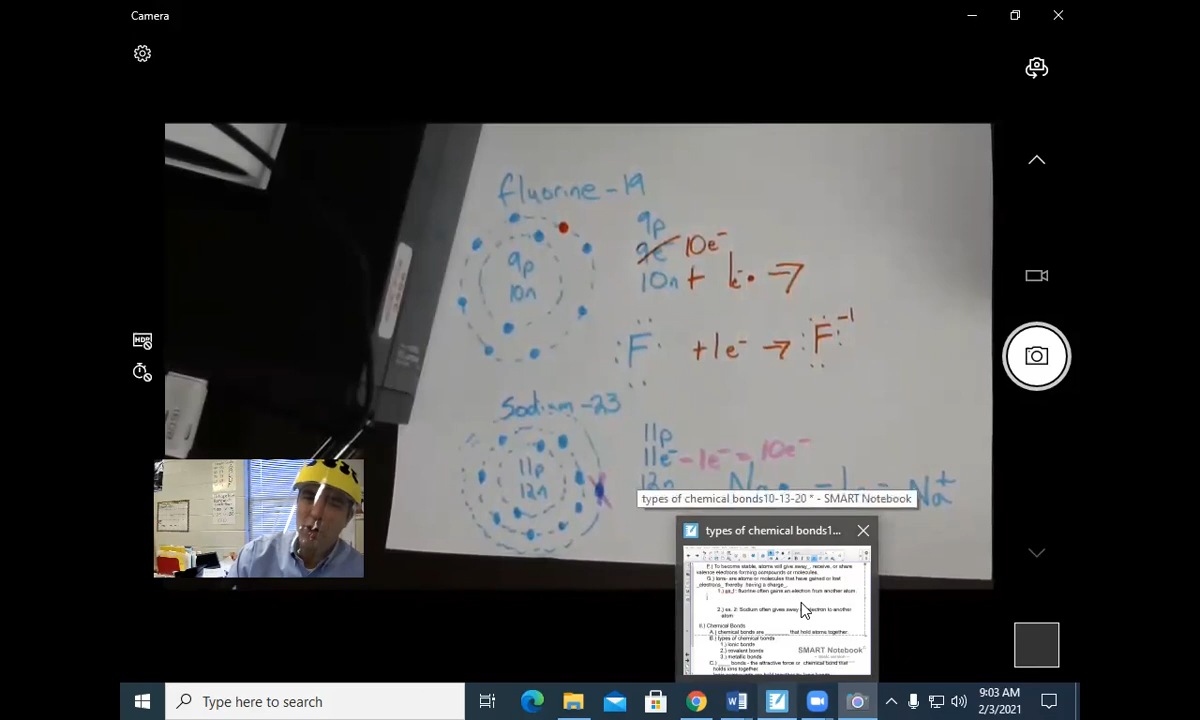 Camera
fluorine-19
9p
9e⁻ 10e⁻
10n + 1e⁻• →
9p
10n
F +1e⁻ → F⁻¹
Sodium-23
11p
11e⁻ -1e⁻ = 10e⁻
12n
11p
12n
Na⁺
types of chemical bonds10-13-20 * - SMART Notebook
types of chemical bonds1...
F.) To become stable, atoms will give away_, receive, or share
valence electrons forming compounds or molecules.
G.) Ions- are atoms or molecules that have gained or lost
_electrons_ thereby having a charge_.
1.) ex.1: fluorine often gains an electron from another atom.
2.) ex. 2: Sodium often gives away electron to another
atom
II.) Chemical Bonds
A.) chemical bonds are ______ that hold atoms together.
B.) types of chemical bonds
1.) ionic bonds
2.) covalent bonds
3.) metallic bonds
SMART Notebook
C.) ____ bonds - the attractive force or chemical bond that
holds ions together.
Type here to search
9:03 AM
2/3/2021